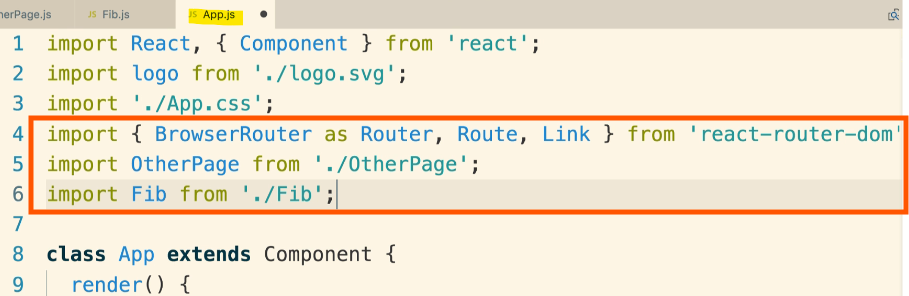 herPage.js JS Fib.js JS App.js
1 import React, { Component } from 'react';
2 import logo from './logo.svg';
3 import './App.css';
4 import { BrowserRouter as Router, Route, Link } from 'react-router-dom'
5 import OtherPage from './OtherPage';
6 import Fib from './Fib';
7
8 class App extends Component {
9 render() {